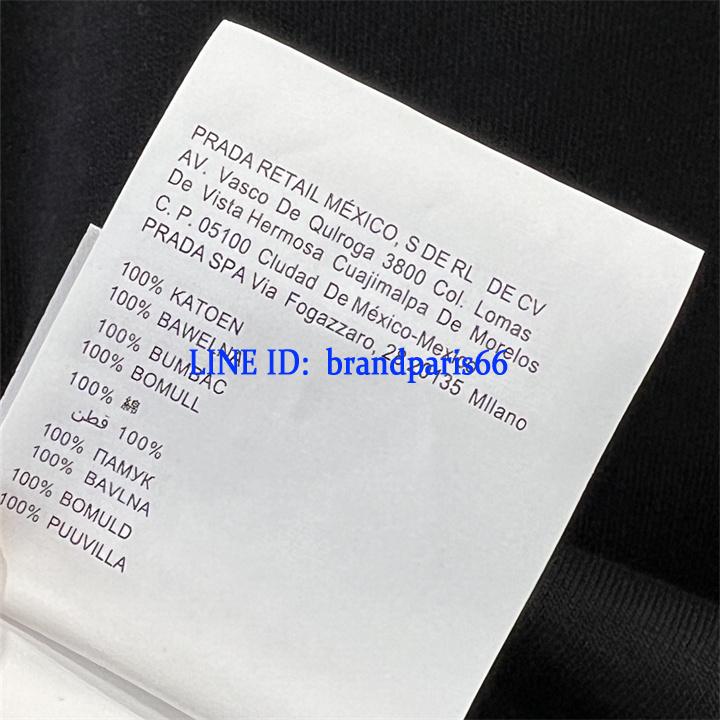 PRADA RETAIL MÉXICO, S DE RL DE CV
AV. Vasco De Quiroga 3800 Col. Lomas
De Vista Hermosa Cuajimalpa De Morelos
C. P. 05100 Ciudad De México-Mexico
PRADA SPA Via Fogazzaro, 28-20135 MIlano
100% KATOEN
100% BAWEŁNA
100% BUMBAC
100% BOMULL
100% 綿
100% قطن
100% ПАМУК
100% BAVLNA
100% BOMULD
100% PUUVILLA
LINE ID: brandparis66